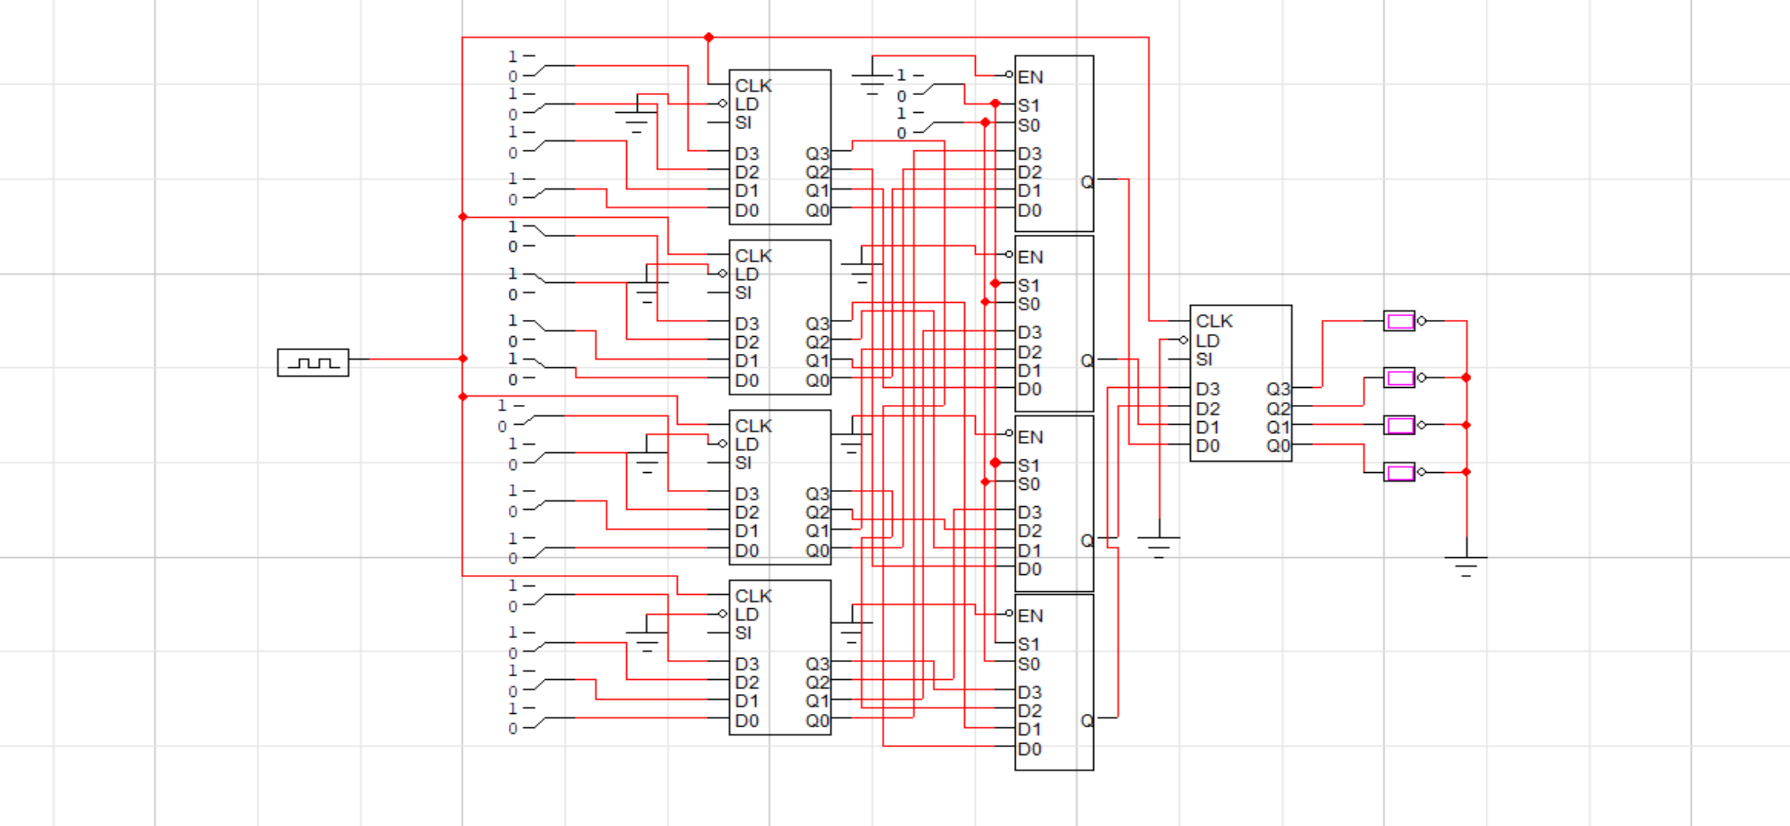 1
0
1
0
1
0
1
0
CLK
LD
SI
D3 Q3
D2 Q2
D1 Q1
D0 Q0
1
0
1
0
EN
S1
S0
D3
D2
D1
D0
Q
1
0
1
0
1
0
1
0
CLK
LD
SI
D3 Q3
D2 Q2
D1 Q1
D0 Q0
EN
S1
S0
D3
D2
D1
D0
Q
1
0
1
0
1
0
1
0
CLK
LD
SI
D3 Q3
D2 Q2
D1 Q1
D0 Q0
EN
S1
S0
D3
D2
D1
D0
Q
1
0
1
0
1
0
1
0
CLK
LD
SI
D3 Q3
D2 Q2
D1 Q1
D0 Q0
EN
S1
S0
D3
D2
D1
D0
Q
CLK
LD
SI
D3 Q3
D2 Q2
D1 Q1
D0 Q0